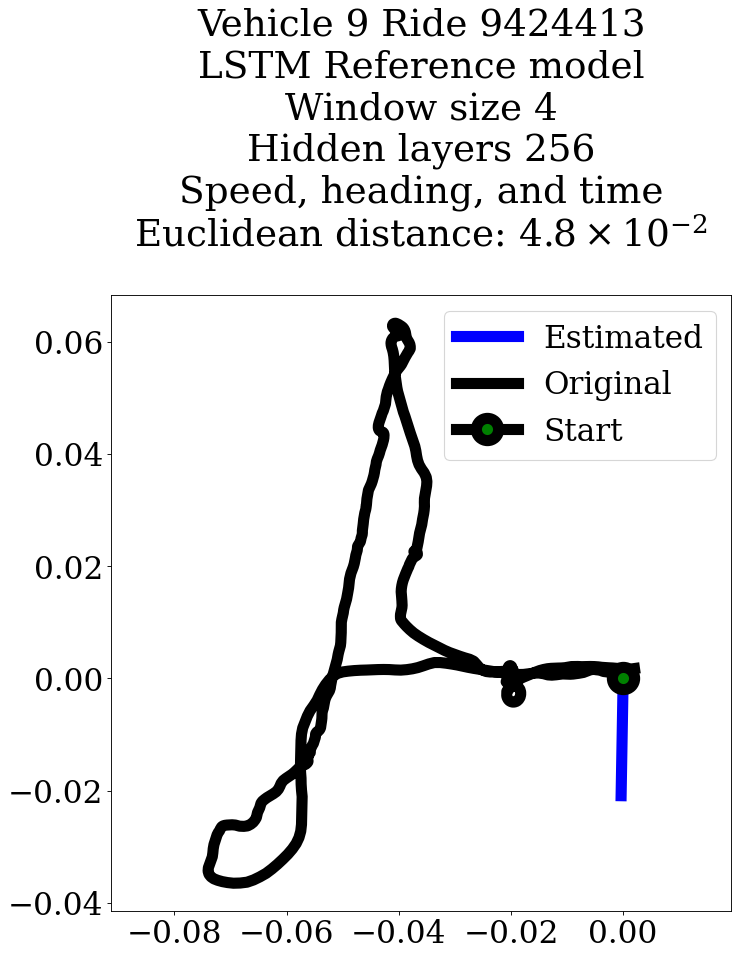 Vehicle 9 Ride 9424413
LSTM Reference model
Window size 4
Hidden layers 256
Speed, heading, and time
Euclidean distance: 4.8 × 10⁻²
Estimated
Original
Start
0.06
0.04
0.02
0.00
−0.02
−0.04
−0.08 −0.06 −0.04 −0.02 0.00